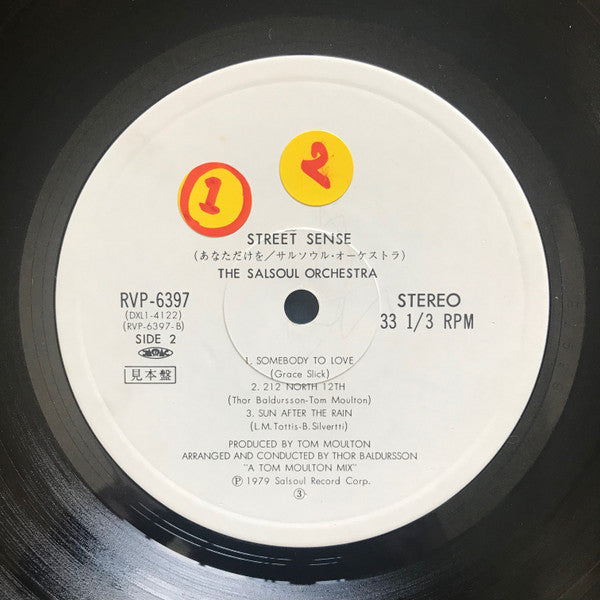 1
2
STREET SENSE
(あなただけを/サルソウル・オーケストラ)
THE SALSOUL ORCHESTRA
RVP-6397
(DXL1-4122)
(RVP-6397-B)
SIDE 2
見本盤
STEREO
33 1/3 RPM
1. SOMEBODY TO LOVE
(Grace Slick)
2. 212 NORTH 12TH
(Thor Baldursson-Tom Moulton)
3. SUN AFTER THE RAIN
(L.M.Tottis-B.Silvertti)
PRODUCED BY TOM MOULTON
ARRANGED AND CONDUCTED BY THOR BALDURSSON
"A TOM MOULTON MIX"
Ⓟ 1979 Salsoul Record Corp.
③